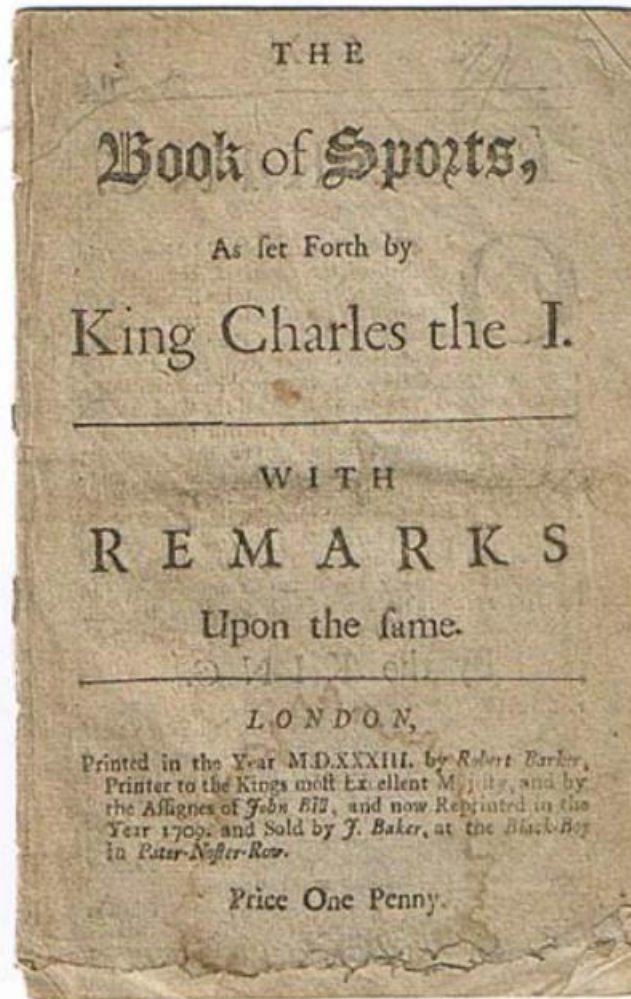 THE
Book of Sports,
As ſet Forth by
King Charles the I.
WITH
REMARKS
Upon the ſame.
LONDON,
Printed in the Year M.D.XXXIII. by Robert Barker,
Printer to the Kings moſt Excellent Majeſty, and by
the Aſſignes of John Bill, and now Reprinted in the
Year 1709. and Sold by J. Baker, at the Black-Boy
in Pater-Noſter-Row.
Price One Penny.